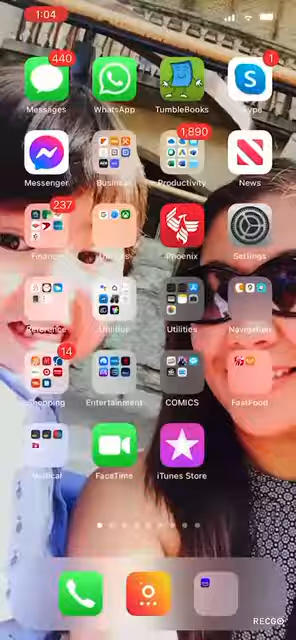 1:04
440
1
Messages WhatsApp TumbleBooks Skype
1,890
Messenger Business Productivity News
237
Finance Phoenix Settings
Reference Utilities Utilities Navigation
14
Shopping Entertainment COMICS FastFood
Medical FaceTime iTunes Store
RECGO